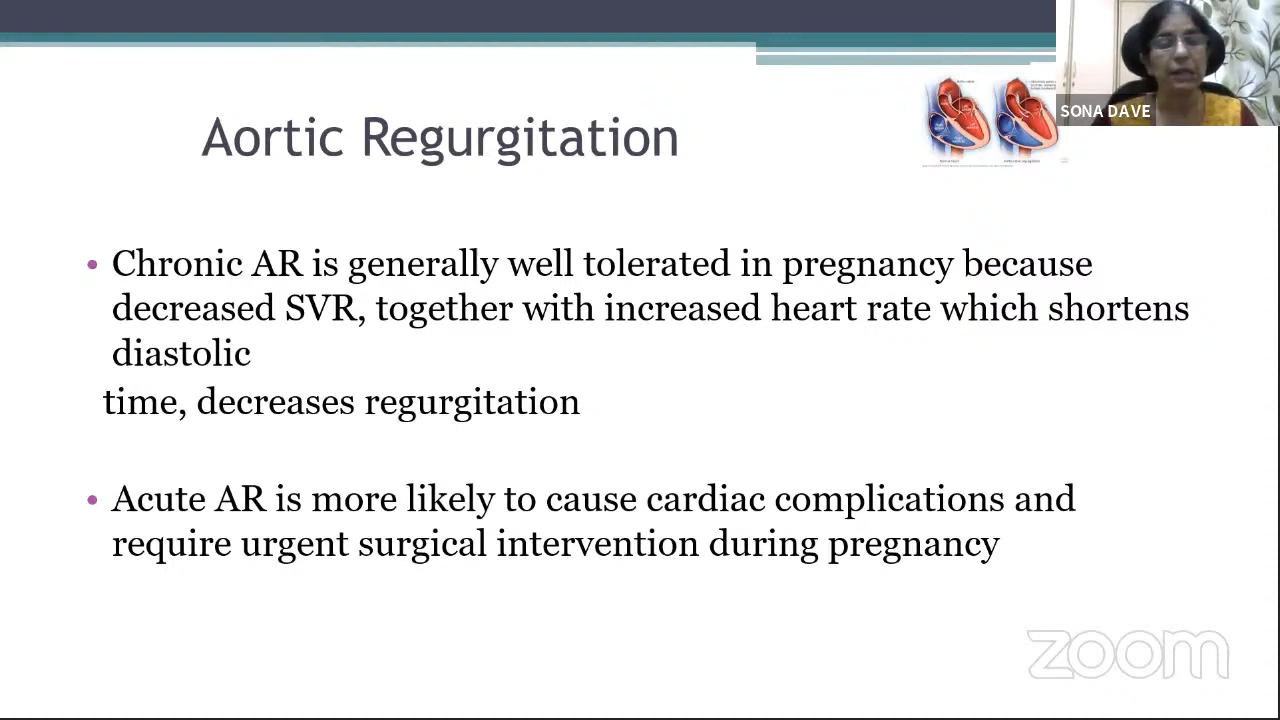 SONA DAVE
Aortic Regurgitation
• Chronic AR is generally well tolerated in pregnancy because
decreased SVR, together with increased heart rate which shortens
diastolic
time, decreases regurgitation
• Acute AR is more likely to cause cardiac complications and
require urgent surgical intervention during pregnancy
zoom